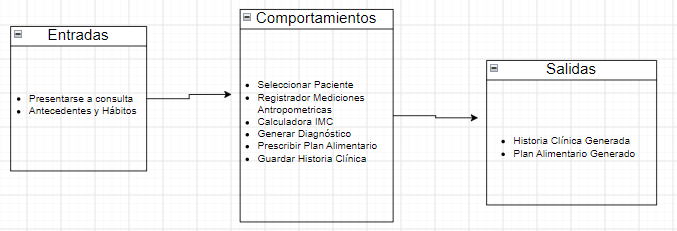 Entradas
• Presentarse a consulta
• Antecedentes y Hábitos
Comportamientos
• Seleccionar Paciente
• Registrador Mediciones
Antropometricas
• Calculadora IMC
• Generar Diagnóstico
• Prescribir Plan Alimentario
• Guardar Historia Clínica
Salidas
• Historia Clínica Generada
• Plan Alimentario Generado